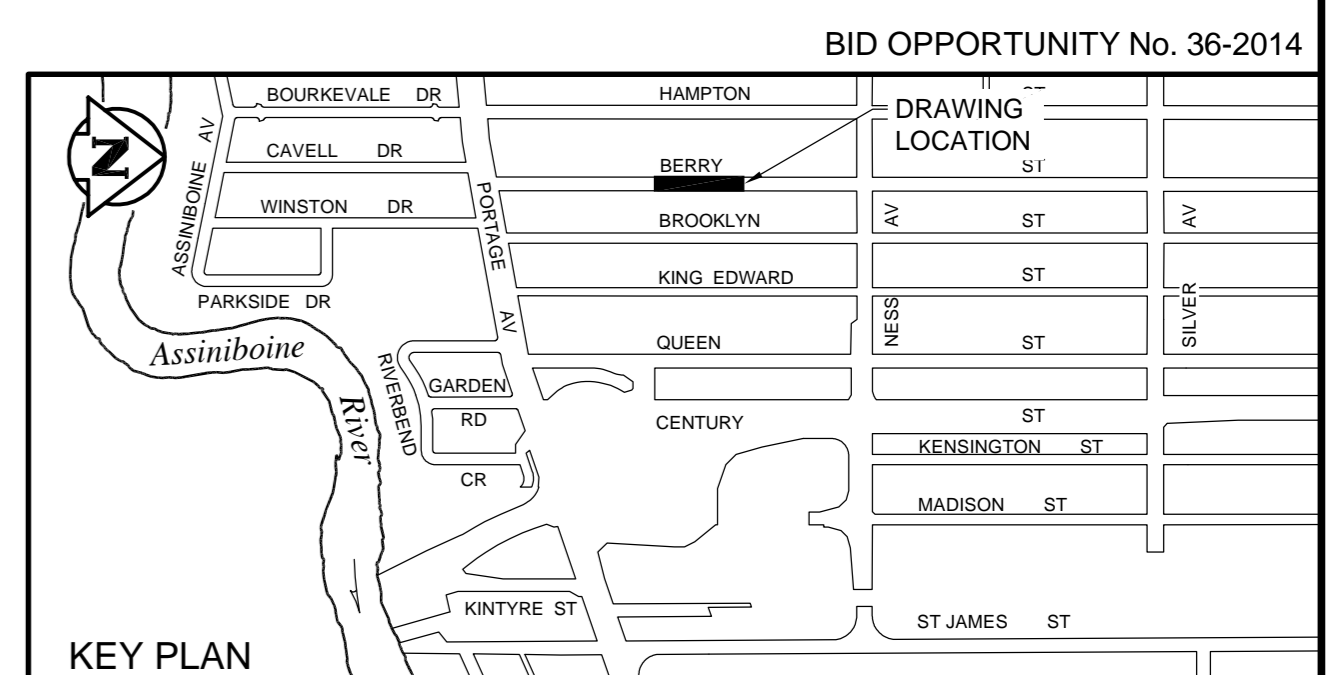 BID OPPORTUNITY No. 36-2014
BOURKEVALE DR
HAMPTON
ST
DRAWING
LOCATION
N
ASSINIBOINE AV
CAVELL DR
BERRY
ST
WINSTON DR
PORTAGE AV
BROOKLYN
AV
ST
AV
KING EDWARD
ST
PARKSIDE DR
NESS
SILVER
Assiniboine
River
QUEEN
ST
RIVERBEND
GARDEN
RD
CENTURY
ST
KENSINGTON ST
CR
MADISON ST
KINTYRE ST
ST JAMES ST
KEY PLAN